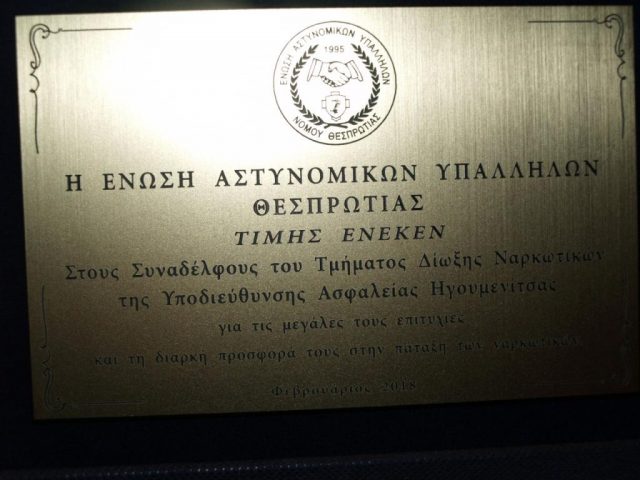 ΕΝΩΣΗ ΑΣΤΥΝΟΜΙΚΩΝ ΥΠΑΛΛΗΛΩΝ
1995
ΝΟΜΟΥ ΘΕΣΠΡΩΤΙΑΣ
Η ΕΝΩΣΗ ΑΣΤΥΝΟΜΙΚΩΝ ΥΠΑΛΛΗΛΩΝ
ΘΕΣΠΡΩΤΙΑΣ
ΤΙΜΗΣ ΕΝΕΚΕΝ
Στους Συναδέλφους του Τμήματος Δίωξης Ναρκωτικών
της Υποδιεύθυνσης Ασφαλείας Ηγουμενίτσας
για τις μεγάλες τους επιτυχίες
και τη διαρκη προσφορά τους στην πάταξη των ναρκωτικών.
Φεβρουάριος 2018